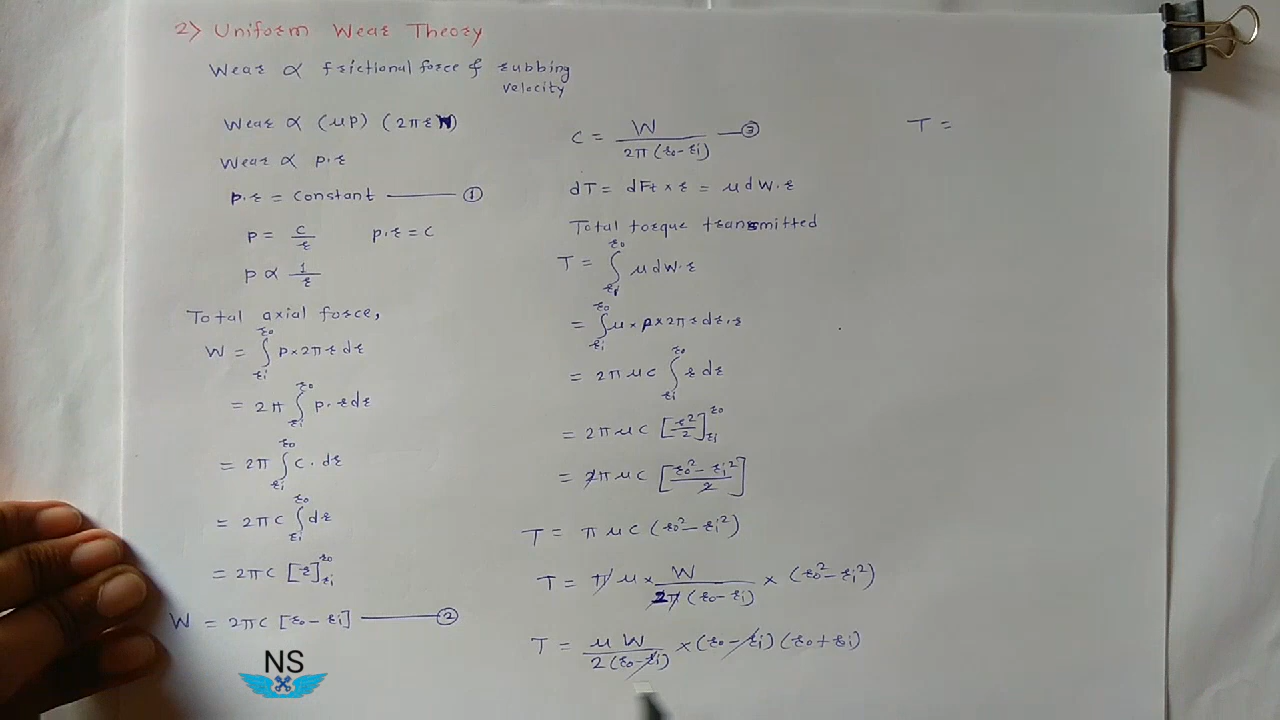 2) Uniform Wear Theory
Wear ∝ frictional force & rubbing velocity
Wear ∝ (μP) (2πrN)
Wear ∝ p.r
p.r = Constant ——— ①
p = C/r    p.r = C
p ∝ 1/r
Total axial force,
W = ∫_{ri}^{ro} p×2πr dr
= 2π ∫_{ri}^{ro} p. r dr
= 2π ∫_{ri}^{ro} C. dr
= 2πC ∫_{ri}^{ro} dr
= 2πC [r]_{ri}^{ro}
W = 2πC [ro - ri] ——— ②
C = W / 2π(ro - ri) — ③
dT = dFt × r = μ dW. r
Total torque transmitted
T = ∫_{ri}^{ro} μ dW. r
= ∫_{ri}^{ro} μ × p × 2πr dr. r
= 2πμC ∫_{ri}^{ro} r dr
= 2πμC [r²/2]_{ri}^{ro}
= 2πμC [(ro² - ri²)/2]
T = πμC (ro² - ri²)
T = πμ × W / 2π(ro - ri) × (ro² - ri²)
T = μW / 2(ro - ri) × (ro - ri) (ro + ri)
T =
NS